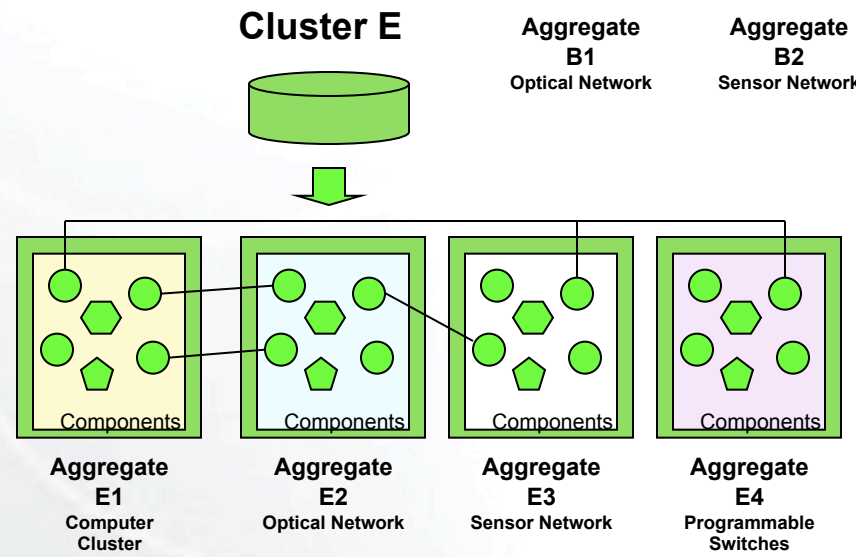 Cluster E
Aggregate
B1
Optical Network
Aggregate
B2
Sensor Network
Components
Components
Components
Components
Aggregate
E1
Computer
Cluster
Aggregate
E2
Optical Network
Aggregate
E3
Sensor Network
Aggregate
E4
Programmable
Switches